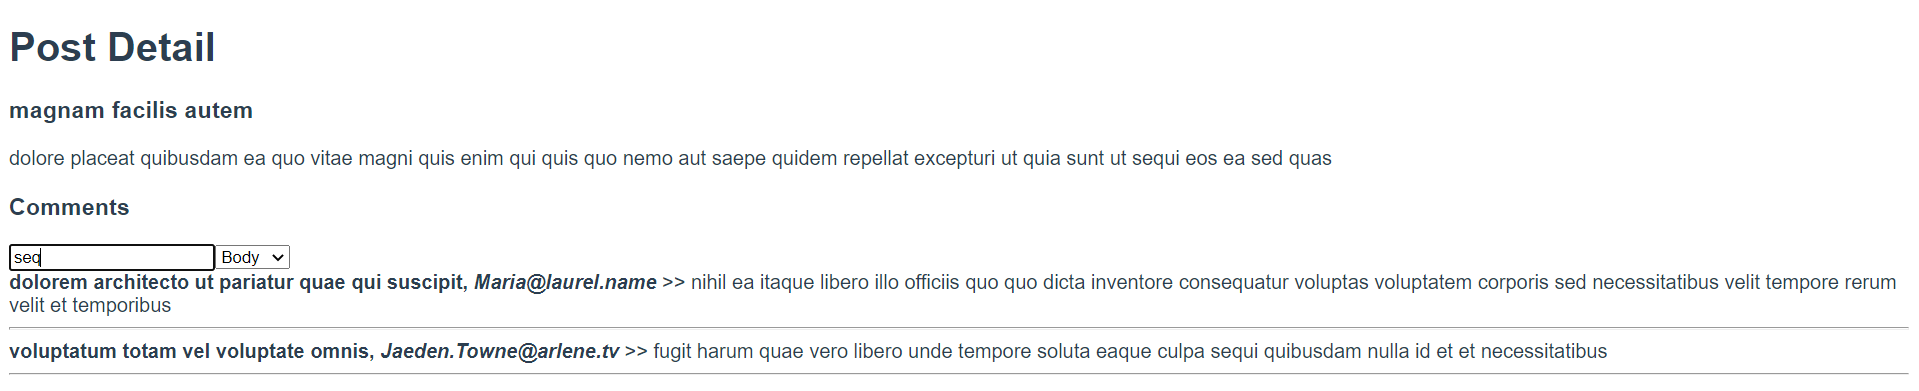 Post Detail
magnam facilis autem
dolore placeat quibusdam ea quo vitae magni quis enim qui quis quo nemo aut saepe quidem repellat excepturi ut quia sunt ut sequi eos ea sed quas
Comments
seq Body
dolorem architecto ut pariatur quae qui suscipit, Maria@laurel.name >> nihil ea itaque libero illo officiis quo quo dicta inventore consequatur voluptas voluptatem corporis sed necessitatibus velit tempore rerum
velit et temporibus
voluptatum totam vel voluptate omnis, Jaeden.Towne@arlene.tv >> fugit harum quae vero libero unde tempore soluta eaque culpa sequi quibusdam nulla id et et necessitatibus